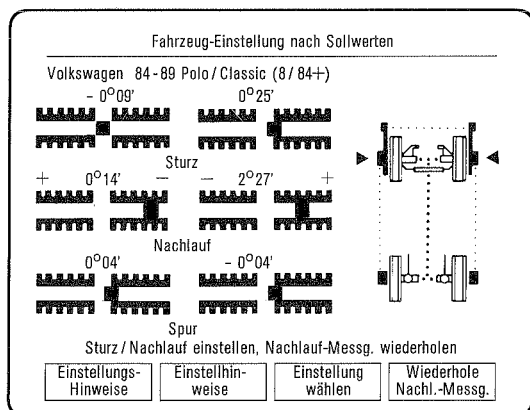 Fahrzeug-Einstellung nach Sollwerten
Volkswagen 84-89 Polo/Classic (8/84+)
- 0°09' 0°25'
Sturz
+ 0°14' - - 2°27' +
Nachlauf
0°04' - 0°04'
Spur
Sturz/Nachlauf einstellen, Nachlauf-Messg. wiederholen
Einstellungs- Einstellhin- Einstellung Wiederhole
Hinweise weise wählen Nachl.-Messg.